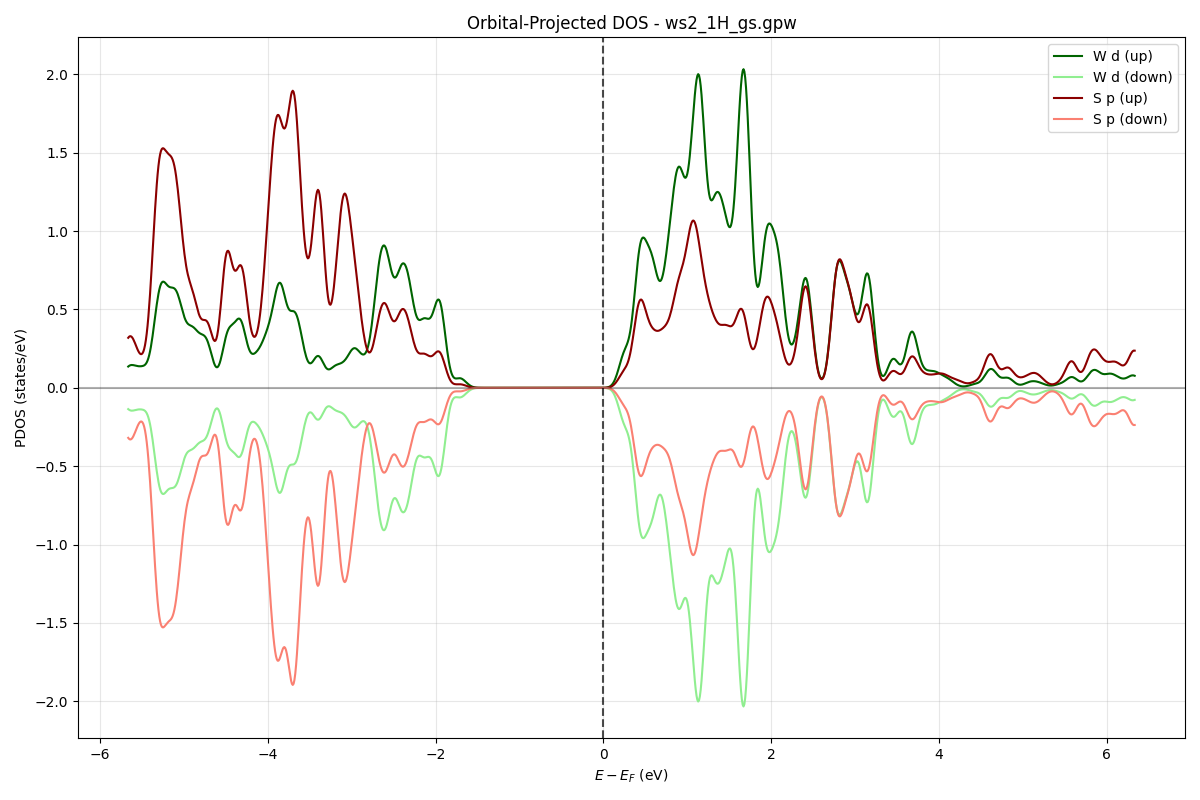 Orbital-Projected DOS - ws2_1H_gs.gpw
W d (up)
W d (down)
S p (up)
S p (down)
PDOS (states/eV)
2.0
1.5
1.0
0.5
0.0
−0.5
−1.0
−1.5
−2.0
−6
−4
−2
0
2
4
6
E − E_F (eV)